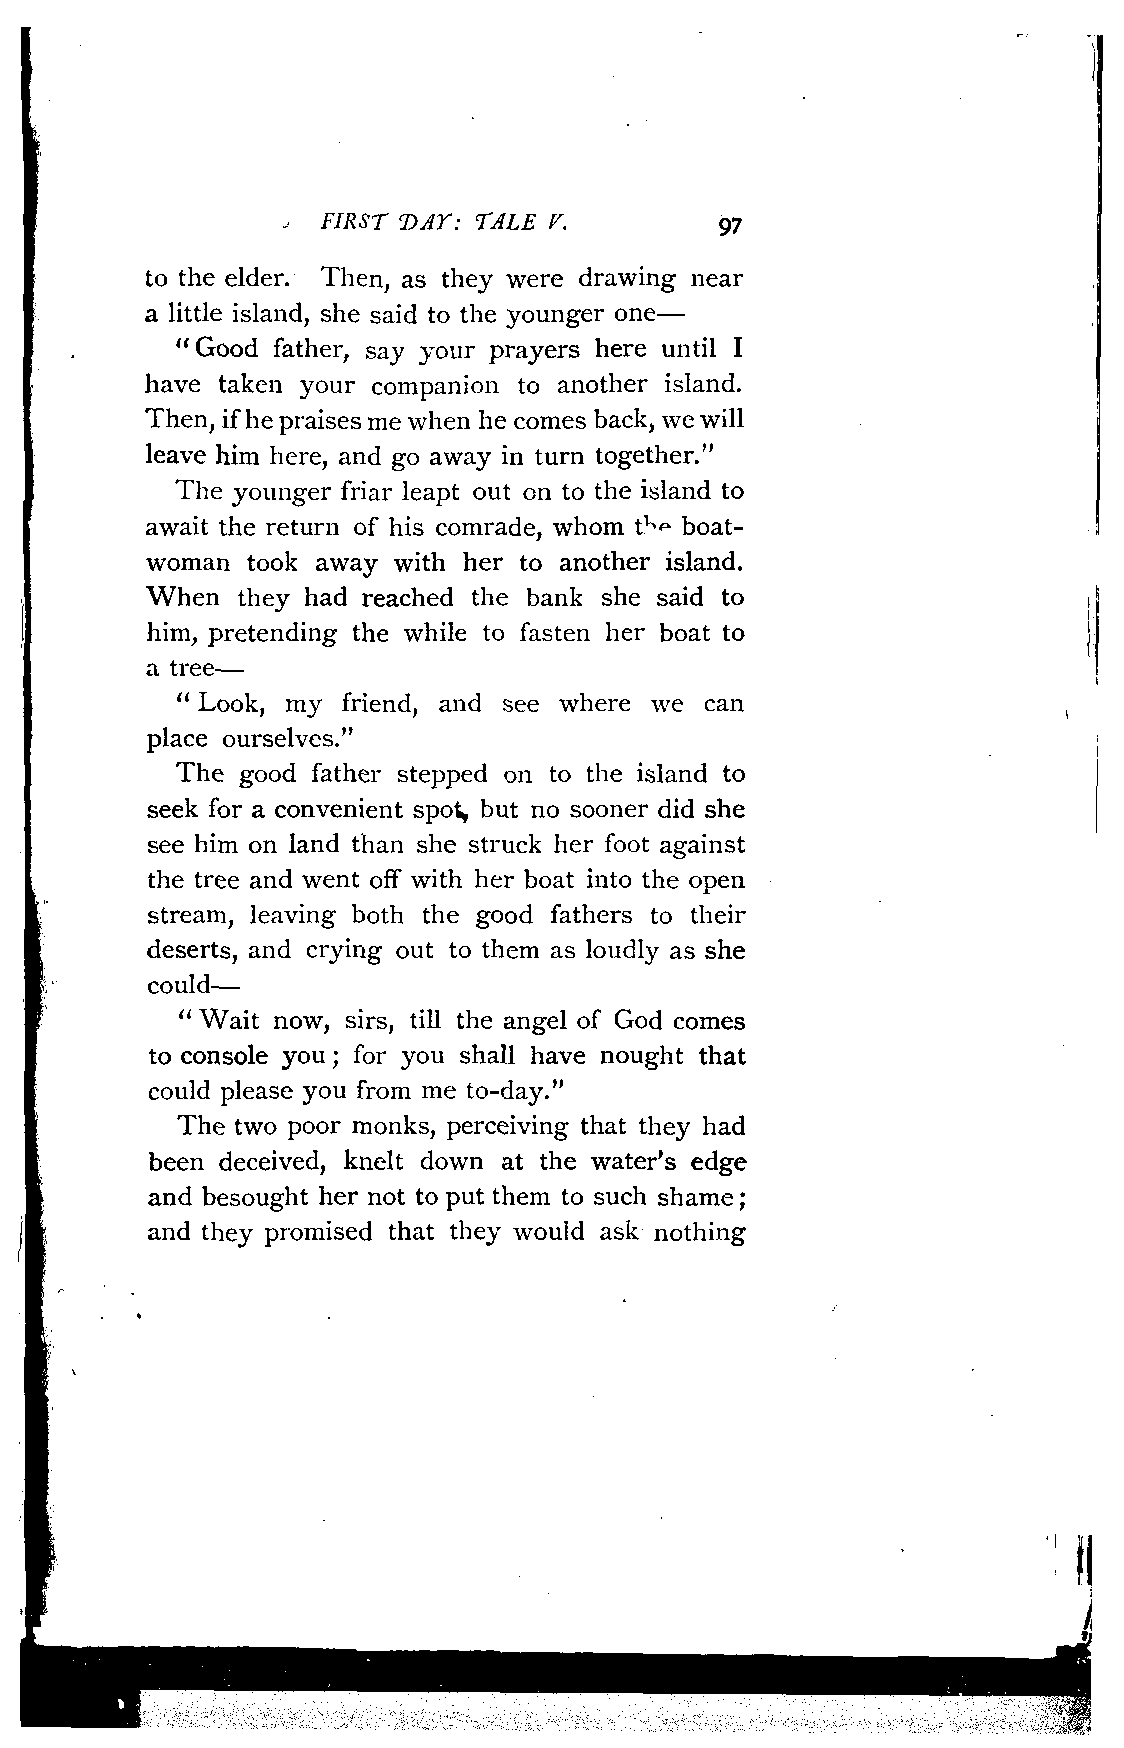 FIRST DAY: TALE V. 97
to the elder. Then, as they were drawing near
a little island, she said to the younger one—
"Good father, say your prayers here until I
have taken your companion to another island.
Then, if he praises me when he comes back, we will
leave him here, and go away in turn together."
The younger friar leapt out on to the island to
await the return of his comrade, whom the boat-
woman took away with her to another island.
When they had reached the bank she said to
him, pretending the while to fasten her boat to
a tree—
"Look, my friend, and see where we can
place ourselves."
The good father stepped on to the island to
seek for a convenient spot, but no sooner did she
see him on land than she struck her foot against
the tree and went off with her boat into the open
stream, leaving both the good fathers to their
deserts, and crying out to them as loudly as she
could—
"Wait now, sirs, till the angel of God comes
to console you; for you shall have nought that
could please you from me to-day."
The two poor monks, perceiving that they had
been deceived, knelt down at the water's edge
and besought her not to put them to such shame;
and they promised that they would ask nothing